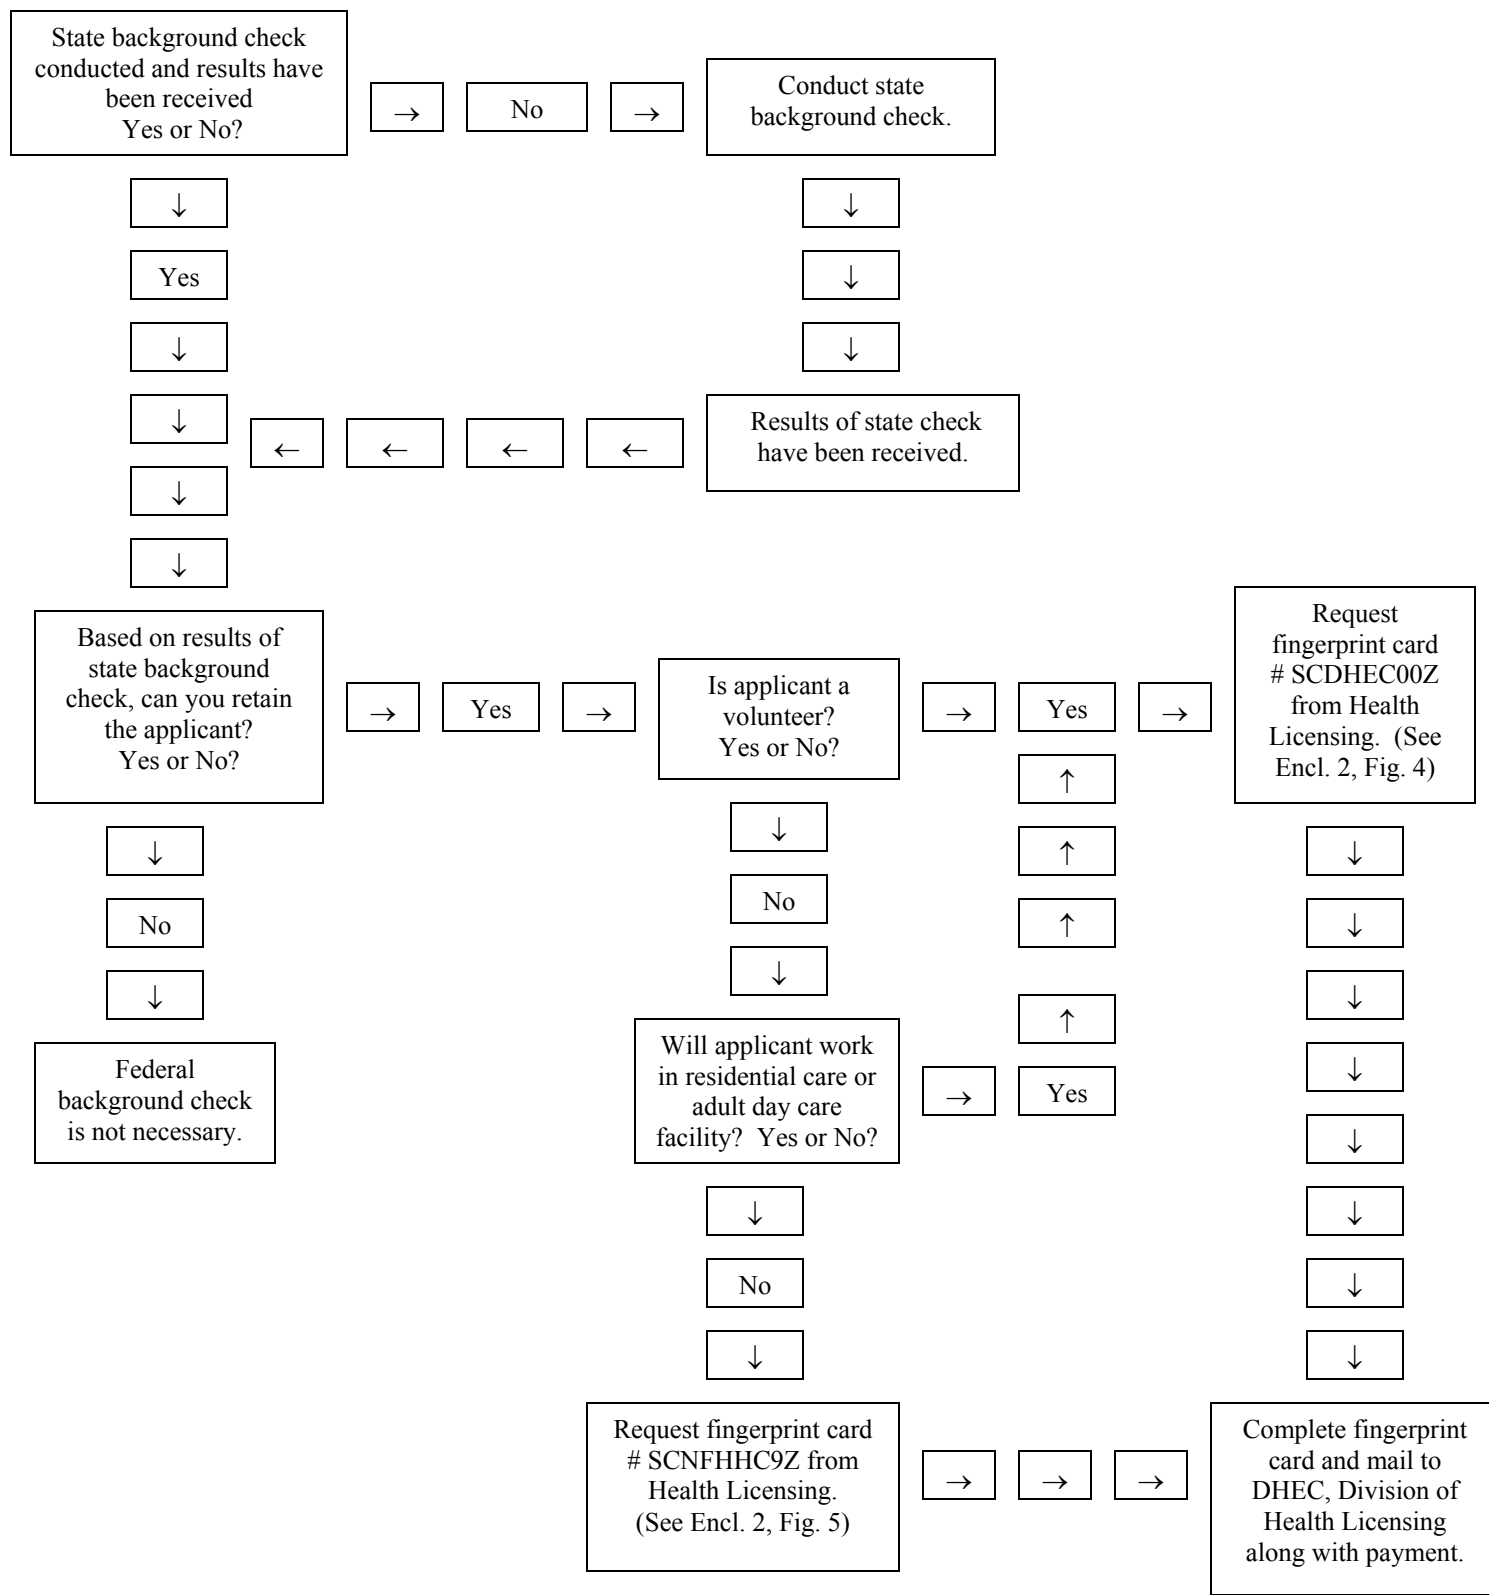 State background check
conducted and results have
been received
Yes or No?
→
No
→
Conduct state
background check.
↓
Yes
↓
↓
↓
↓
↓
↓
↓
Results of state check
have been received.
←
←
←
←
Based on results of
state background
check, can you retain
the applicant?
Yes or No?
→
Yes
→
Is applicant a
volunteer?
Yes or No?
→
Yes
→
Request
fingerprint card
# SCDHEC00Z
from Health
Licensing.  (See
Encl. 2, Fig. 4)
↓
No
↓
Federal
background check
is not necessary.
↓
No
↓
Will applicant work
in residential care or
adult day care
facility?  Yes or No?
→
Yes
↑
↑
↑
↑
↓
No
↓
Request fingerprint card
# SCNFHHC9Z from
Health Licensing.
(See Encl. 2, Fig. 5)
→
→
→
↓
↓
↓
↓
↓
↓
↓
↓
Complete fingerprint
card and mail to
DHEC, Division of
Health Licensing
along with payment.